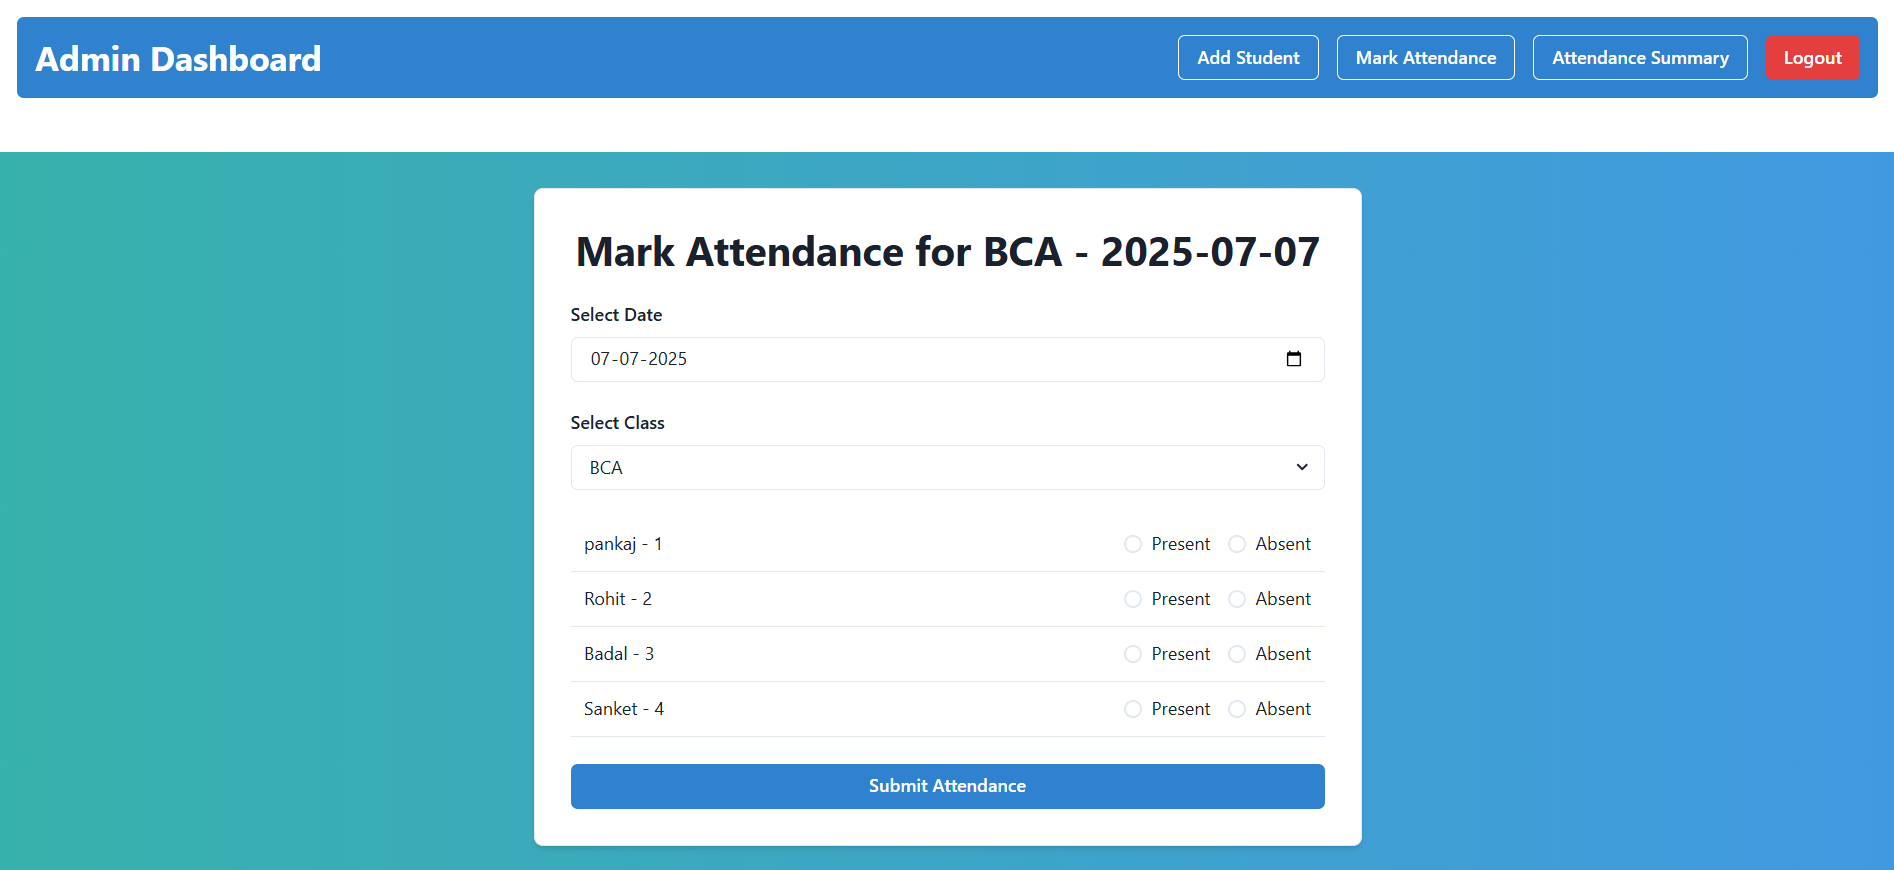 Admin Dashboard
Add Student
Mark Attendance
Attendance Summary
Logout
Mark Attendance for BCA - 2025-07-07
Select Date
07-07-2025
Select Class
BCA
pankaj - 1 Present Absent
Rohit - 2 Present Absent
Badal - 3 Present Absent
Sanket - 4 Present Absent
Submit Attendance